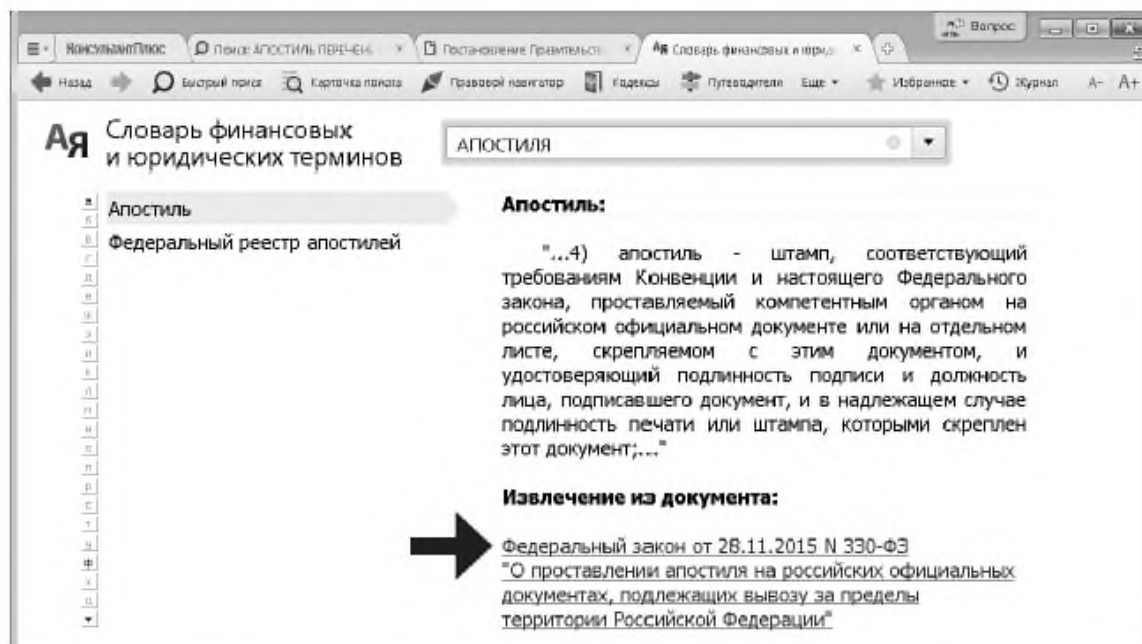 Вопрос
КонсультантПлюс
Поиск: АПОСТИЛЬ ПЕРЕЧЕН
Постановление Правительст
Ая Словарь финансовых и юрид
Назад Быстрый поиск Карточка поиска Правовой навигатор Кодексы Путеводители Еще Избранное Журнал А- А+
Ая Словарь финансовых
и юридических терминов
АПОСТИЛЯ
Апостиль
Федеральный реестр апостилей
Апостиль:
"...4) апостиль - штамп, соответствующий
требованиям Конвенции и настоящего Федерального
закона, проставляемый компетентным органом на
российском официальном документе или на отдельном
листе, скрепляемом с этим документом, и
удостоверяющий подлинность подписи и должность
лица, подписавшего документ, и в надлежащем случае
подлинность печати или штампа, которыми скреплен
этот документ;..."
Извлечение из документа:
Федеральный закон от 28.11.2015 N 330-ФЗ
"О проставлении апостиля на российских официальных
документах, подлежащих вывозу за пределы
территории Российской Федерации"